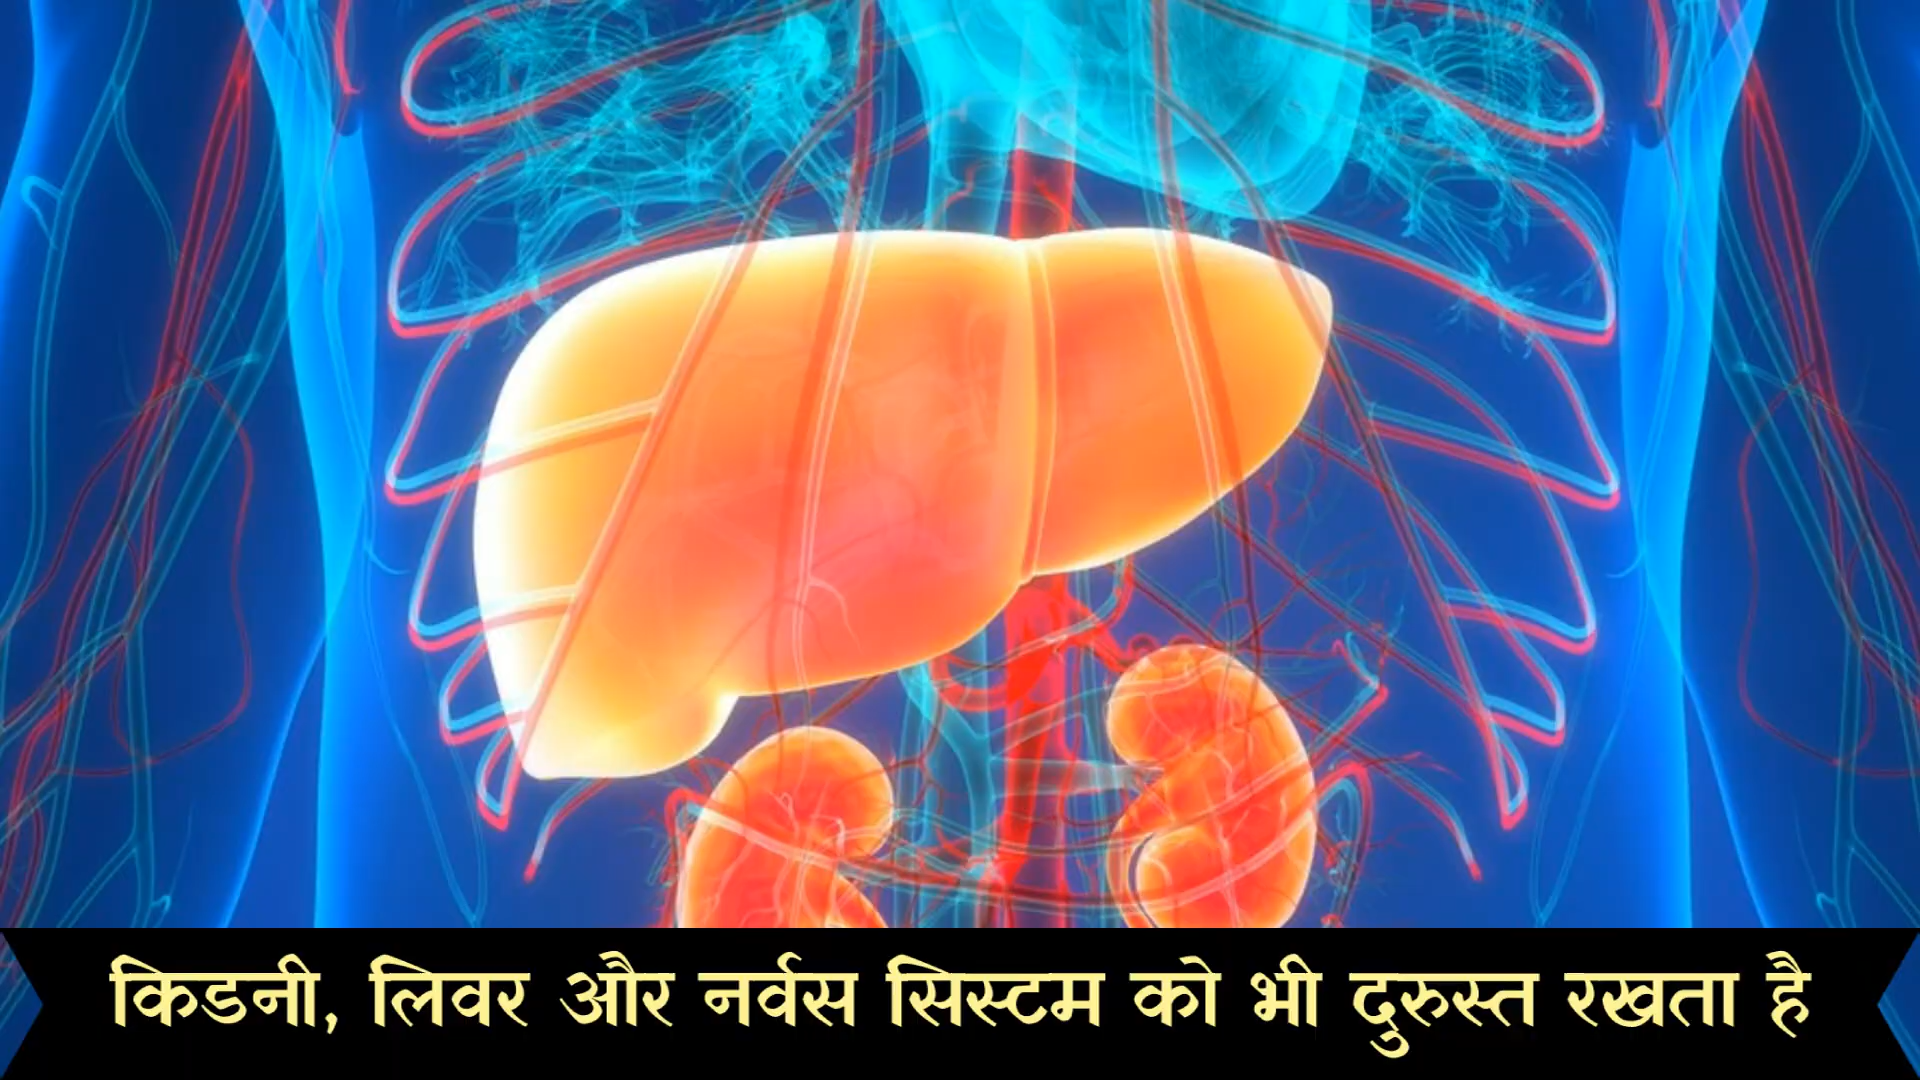 किडनी, लिवर और नर्वस सिस्टम को भी दुरुस्त रखता है